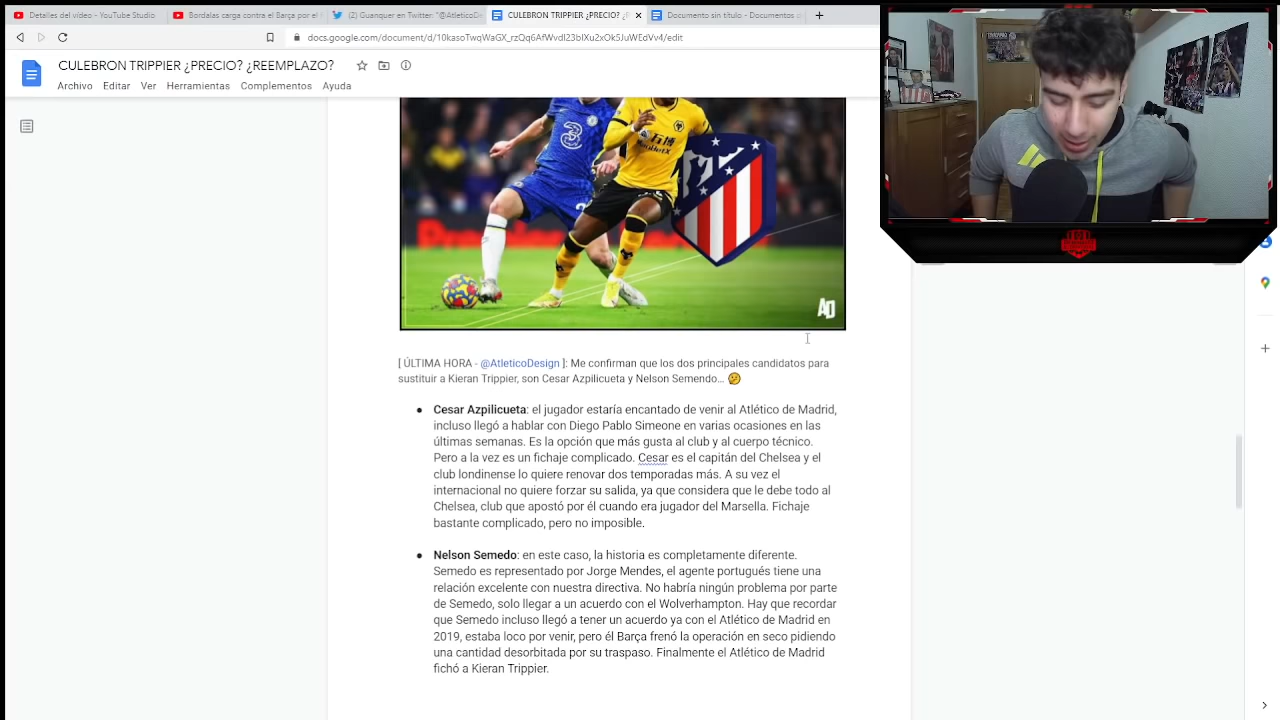 Detalles del vídeo - YouTube Studio
Bordalas carga contra el Barça por el
(2) Guanquer en Twitter: "@AtleticoDe
CULEBRON TRIPPIER ¿PRECIO? ¿R
Documento sin título - Documentos d
docs.google.com/document/d/10kasoTwqWaGX_rzQq6AfWvdI23bIXu2xOk5JuWEdVv4/edit
CULEBRON TRIPPIER ¿PRECIO? ¿REEMPLAZO?
Archivo Editar Ver Herramientas Complementos Ayuda
3
AD
[ ÚLTIMA HORA - @AtleticoDesign ]: Me confirman que los dos principales candidatos para
sustituir a Kieran Trippier, son Cesar Azpilicueta y Nelson Semendo...
● Cesar Azpilicueta: el jugador estaría encantado de venir al Atlético de Madrid,
incluso llegó a hablar con Diego Pablo Simeone en varias ocasiones en las
últimas semanas. Es la opción que más gusta al club y al cuerpo técnico.
Pero a la vez es un fichaje complicado. Cesar es el capitán del Chelsea y el
club londinense lo quiere renovar dos temporadas más. A su vez el
internacional no quiere forzar su salida, ya que considera que le debe todo al
Chelsea, club que apostó por él cuando era jugador del Marsella. Fichaje
bastante complicado, pero no imposible.
● Nelson Semedo: en este caso, la historia es completamente diferente.
Semedo es representado por Jorge Mendes, el agente portugués tiene una
relación excelente con nuestra directiva. No habría ningún problema por parte
de Semedo, solo llegar a un acuerdo con el Wolverhampton. Hay que recordar
que Semedo incluso llegó a tener un acuerdo ya con el Atlético de Madrid en
2019, estaba loco por venir, pero él Barça frenó la operación en seco pidiendo
una cantidad desorbitada por su traspaso. Finalmente el Atlético de Madrid
fichó a Kieran Trippier.